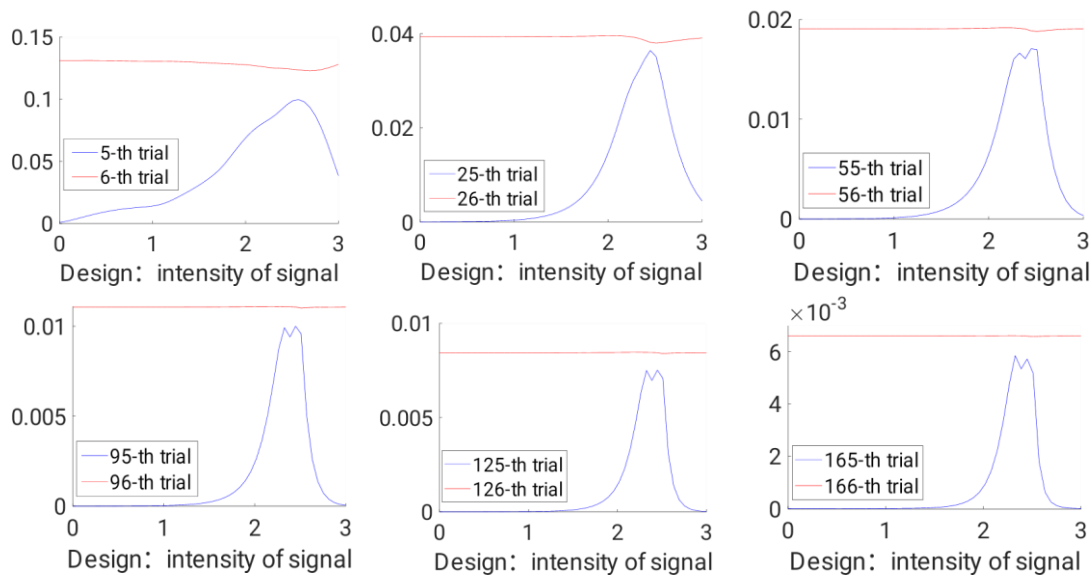 0.15
0.1
0.05
0
5-th trial
6-th trial
0 1 2 3
Design：intensity of signal
0.04
0.02
0
25-th trial
26-th trial
0 1 2 3
Design：intensity of signal
0.02
0.01
0
55-th trial
56-th trial
0 1 2 3
Design：intensity of signal
0.01
0.005
0
95-th trial
96-th trial
0 1 2 3
Design：intensity of signal
0.01
0.005
0
125-th trial
126-th trial
0 1 2 3
Design：intensity of signal
×10⁻³
6
4
2
0
165-th trial
166-th trial
0 1 2 3
Design：intensity of signal